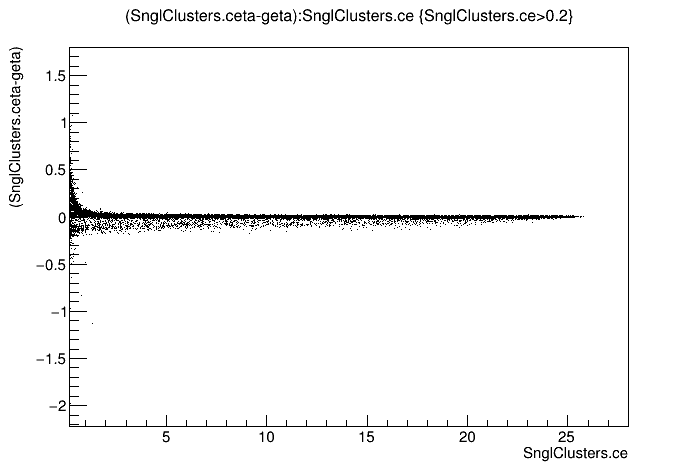 (SnglClusters.ceta-geta):SnglClusters.ce {SnglClusters.ce>0.2}
(SnglClusters.ceta-geta)
1.5
1
0.5
0
−0.5
−1
−1.5
−2
5 10 15 20 25
SnglClusters.ce